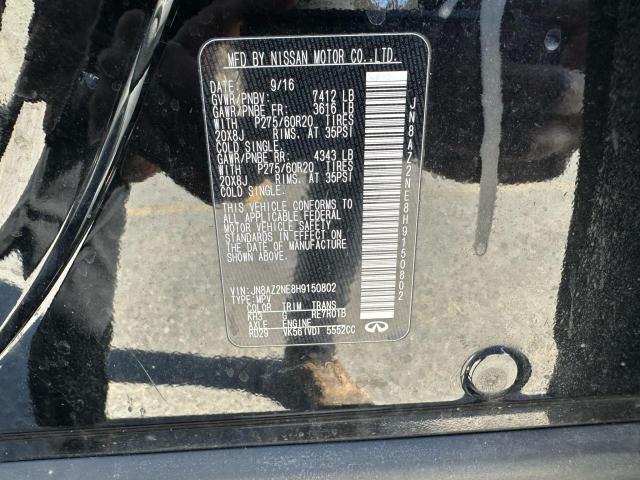 MFD BY NISSAN MOTOR CO.,LTD.
DATE: 9/16
GVWR/PNBV 7412 LB
GAWR/PNBE FR: 3616 LB
WITH P275/60R20 TIRES
20X8J RIMS. AT 35PSI
COLD SINGLE.
GAWR/PNBE RR: 4343 LB
WITH P275/60R20 TIRES
20X8J RIMS. AT 35PSI
COLD SINGLE.
THIS VEHICLE CONFORMS TO
ALL APPLICABLE FEDERAL
MOTOR VEHICLE SAFETY
STANDARDS IN EFFECT ON
THE DATE OF MANUFACTURE
SHOWN ABOVE.
VIN: JN8AZ2NE8H9150802
TYPE: MPV
COLOR TRIM TRANS
KH3 G RE7R01B
AXLE ENGINE
RD29 VK56(VD) 5552CC
JN8AZ2NE8H9150802